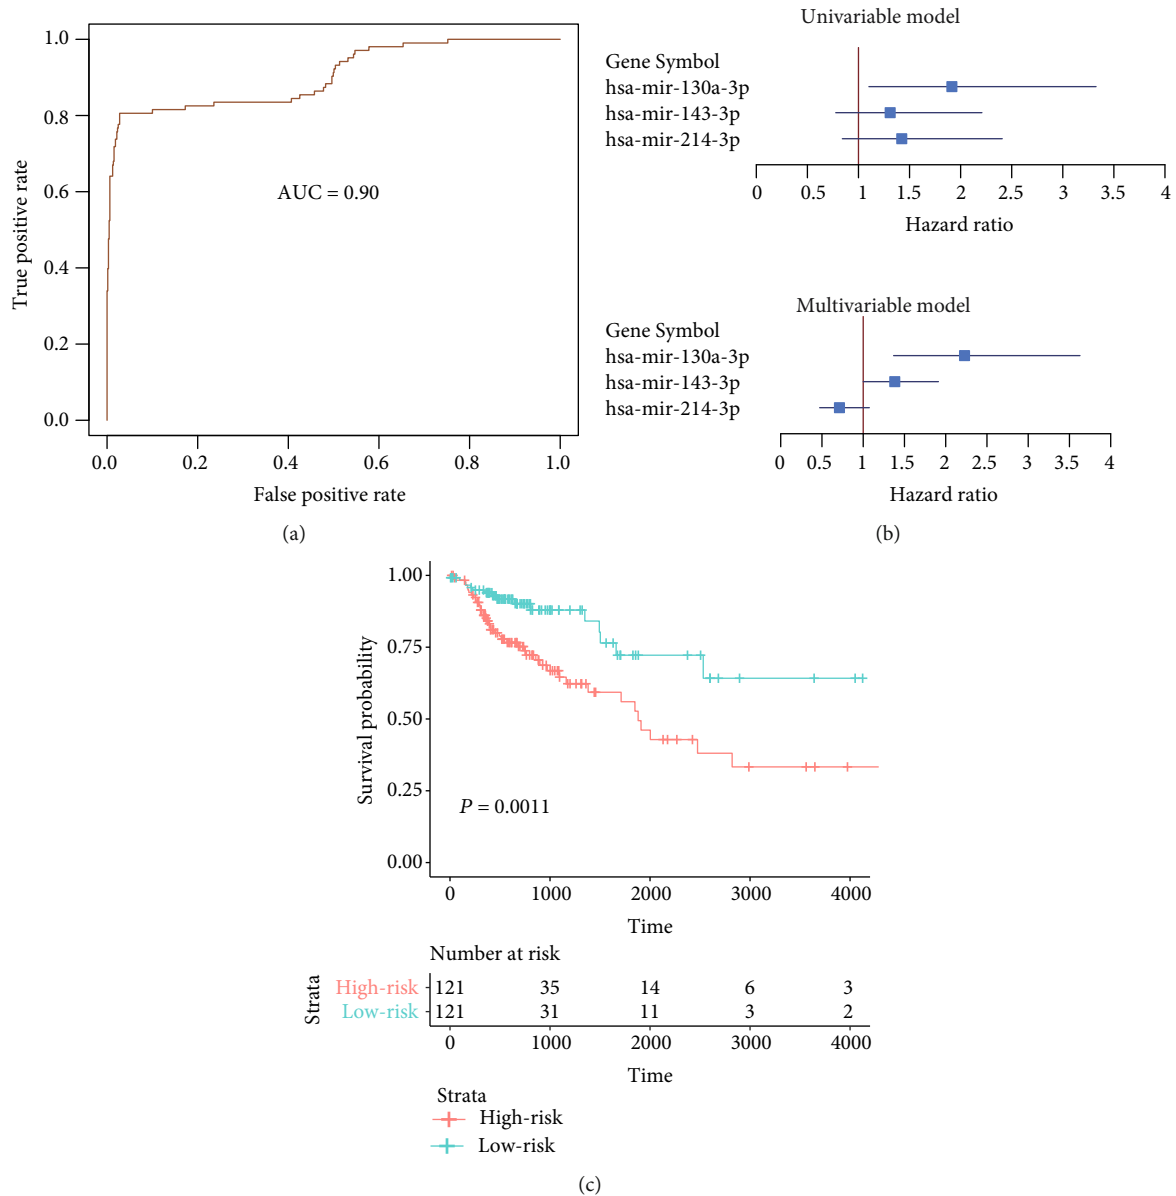 1.0
0.8
0.6
0.4
0.2
0.0
True positive rate
AUC = 0.90
0.0 0.2 0.4 0.6 0.8 1.0
False positive rate
(a)
Univariable model
Gene Symbol
hsa-mir-130a-3p
hsa-mir-143-3p
hsa-mir-214-3p
0 0.5 1 1.5 2 2.5 3 3.5 4
Hazard ratio
Multivariable model
Gene Symbol
hsa-mir-130a-3p
hsa-mir-143-3p
hsa-mir-214-3p
0 0.5 1 1.5 2 2.5 3 3.5 4
Hazard ratio
(b)
1.00
0.75
0.50
0.25
0.00
Survival probability
P = 0.0011
0 1000 2000 3000 4000
Time
Number at risk
Strata
High-risk 121 35 14 6 3
Low-risk 121 31 11 3 2
0 1000 2000 3000 4000
Time
Strata
High-risk
Low-risk
(c)